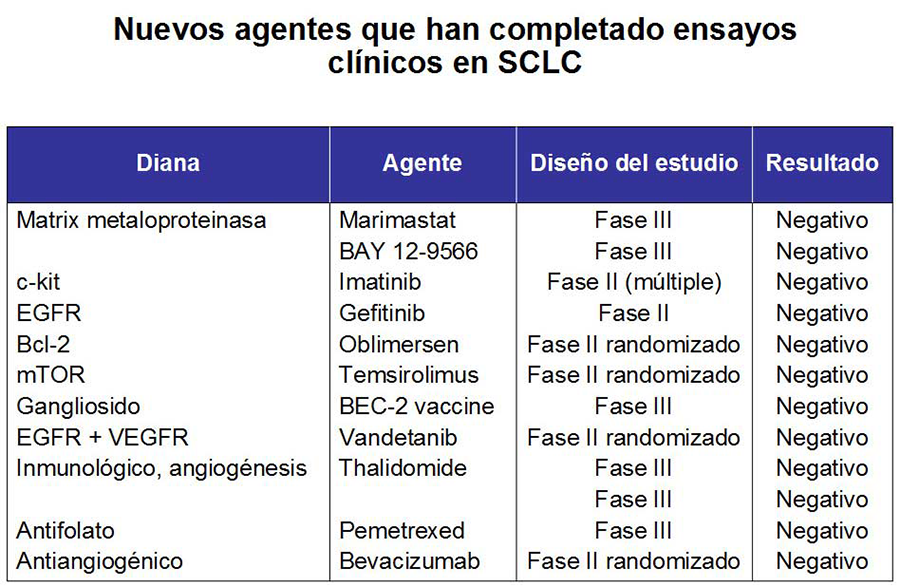 Nuevos agentes que han completado ensayos
clínicos en SCLC
Diana Agente Diseño del estudio Resultado
Matrix metaloproteinasa Marimastat Fase III Negativo
BAY 12-9566 Fase III Negativo
c-kit Imatinib Fase II (múltiple) Negativo
EGFR Gefitinib Fase II Negativo
Bcl-2 Oblimersen Fase II randomizado Negativo
mTOR Temsirolimus Fase II randomizado Negativo
Gangliosido BEC-2 vaccine Fase III Negativo
EGFR + VEGFR Vandetanib Fase II randomizado Negativo
Inmunológico, angiogénesis Thalidomide Fase III Negativo
Fase III Negativo
Antifolato Pemetrexed Fase III Negativo
Antiangiogénico Bevacizumab Fase II randomizado Negativo